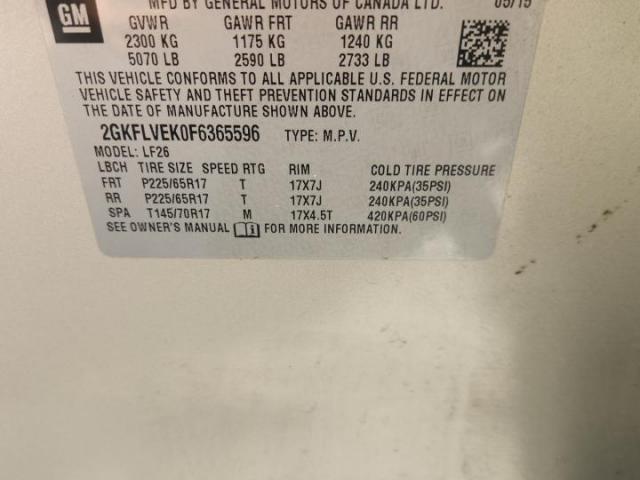 GM
MFD BY GENERAL MOTORS OF CANADA LTD. 05/15
GVWR GAWR FRT GAWR RR
2300 KG 1175 KG 1240 KG
5070 LB 2590 LB 2733 LB
THIS VEHICLE CONFORMS TO ALL APPLICABLE U.S. FEDERAL MOTOR
VEHICLE SAFETY AND THEFT PREVENTION STANDARDS IN EFFECT ON
THE DATE OF MANUFACTURE SHOWN ABOVE.
2GKFLVEK0F6365596 TYPE: M.P.V.
MODEL: LF26
LBCH TIRE SIZE SPEED RTG RIM COLD TIRE PRESSURE
FRT P225/65R17 T 17X7J 240KPA(35PSI)
RR P225/65R17 T 17X7J 240KPA(35PSI)
SPA T145/70R17 M 17X4.5T 420KPA(60PSI)
SEE OWNER'S MANUAL FOR MORE INFORMATION.